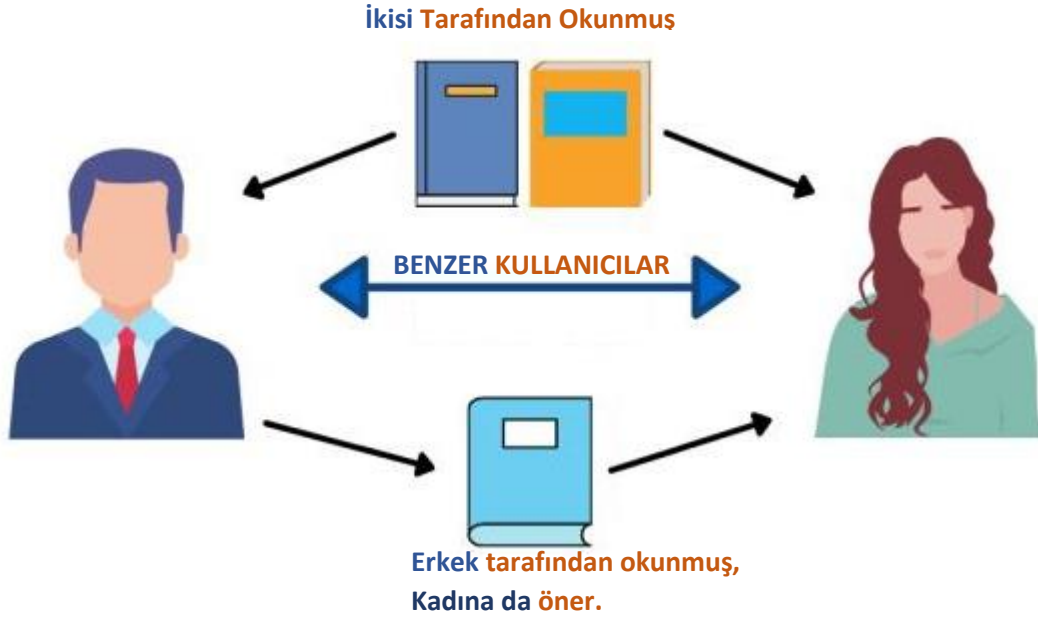 İkisi Tarafından Okunmuş
BENZER KULLANICILAR
Erkek tarafından okunmuş,
Kadına da öner.